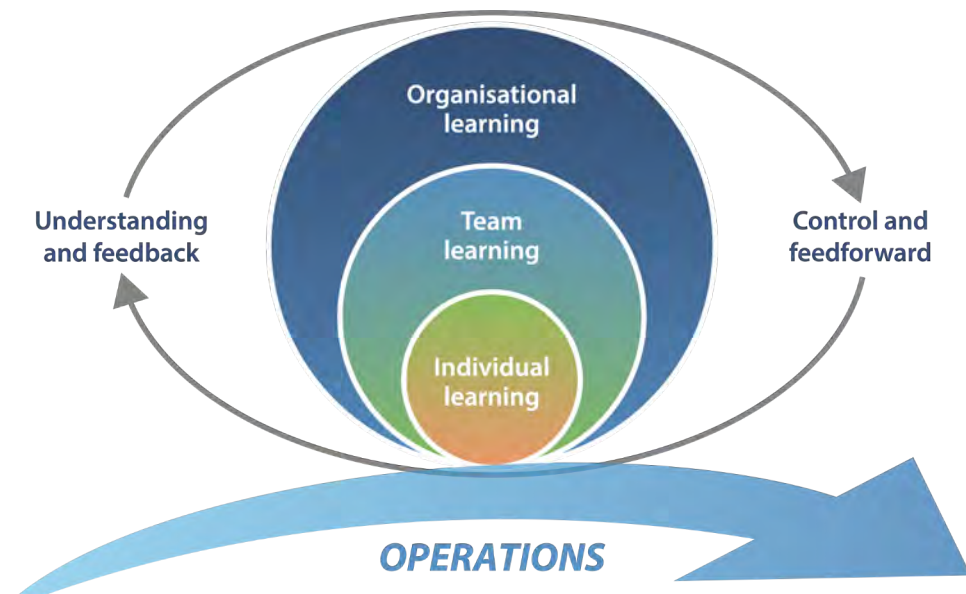 Organisational
learning
Team
learning
Individual
learning
Understanding
and feedback
Control and
feedforward
OPERATIONS